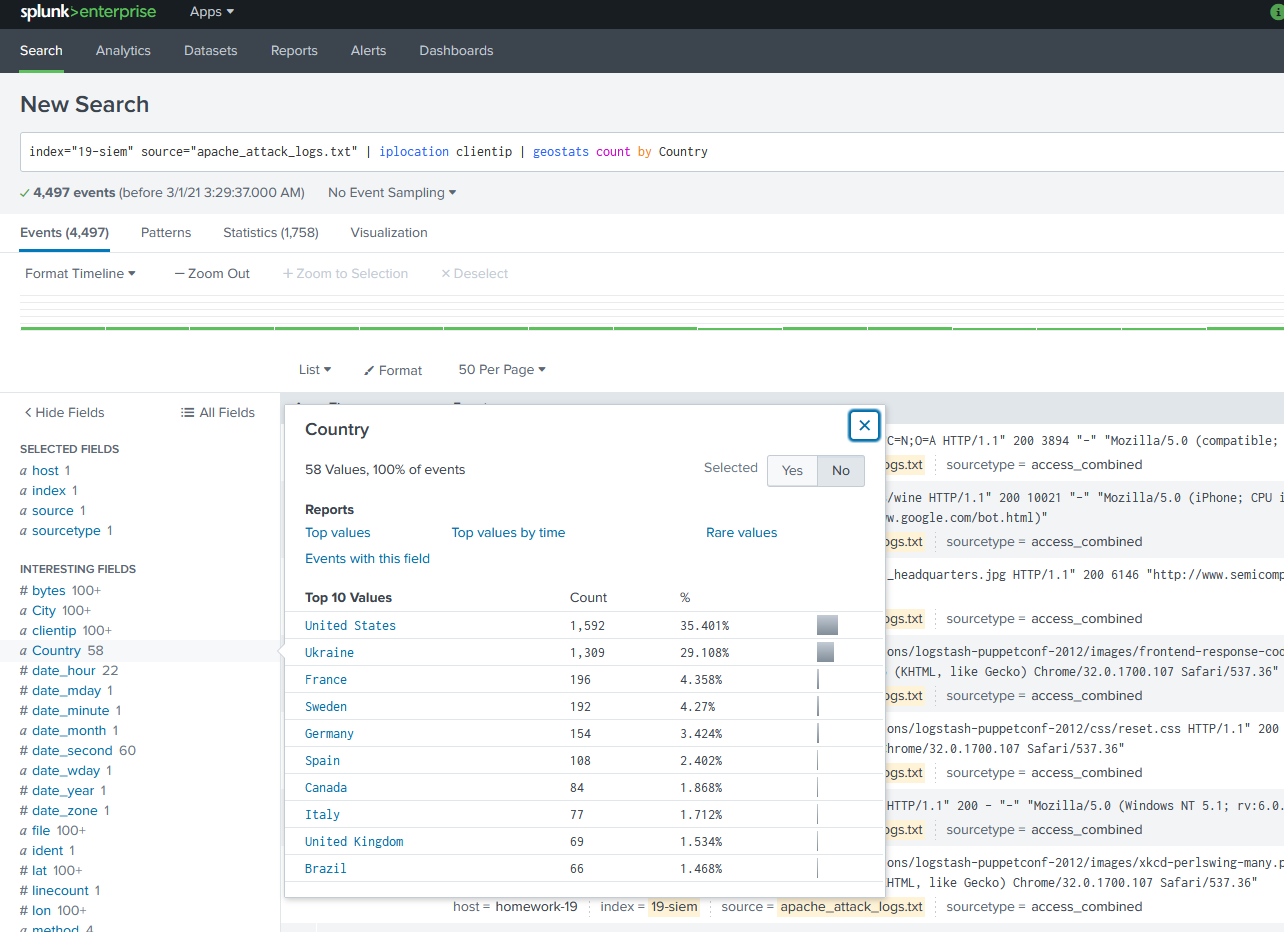 splunk>enterprise Apps i
Search Analytics Datasets Reports Alerts Dashboards
New Search
index="19-siem" source="apache_attack_logs.txt" | iplocation clientip | geostats count by Country
✓ 4,497 events (before 3/1/21 3:29:37.000 AM) No Event Sampling
Events (4,497) Patterns Statistics (1,758) Visualization
Format Timeline — Zoom Out + Zoom to Selection × Deselect
List Format 50 Per Page
< Hide Fields All Fields
SELECTED FIELDS
a host 1
a index 1
a source 1
a sourcetype 1
INTERESTING FIELDS
# bytes 100+
a City 100+
a clientip 100+
a Country 58
# date_hour 22
# date_mday 1
# date_minute 1
a date_month 1
# date_second 60
a date_wday 1
# date_year 1
# date_zone 1
a file 100+
a ident 1
# lat 100+
# linecount 1
# lon 100+
a method 4
Country ×
58 Values, 100% of events Selected Yes No
Reports
Top values Top values by time Rare values
Events with this field
Top 10 Values Count %
United States 1,592 35.401%
Ukraine 1,309 29.108%
France 196 4.358%
Sweden 192 4.27%
Germany 154 3.424%
Spain 108 2.402%
Canada 84 1.868%
Italy 77 1.712%
United Kingdom 69 1.534%
Brazil 66 1.468%
C=N;O=A HTTP/1.1" 200 3894 "-" "Mozilla/5.0 (compatible;
ogs.txt sourcetype = access_combined
/wine HTTP/1.1" 200 10021 "-" "Mozilla/5.0 (iPhone; CPU i
w.google.com/bot.html)"
ogs.txt sourcetype = access_combined
_headquarters.jpg HTTP/1.1" 200 6146 "http://www.semicomp
ogs.txt sourcetype = access_combined
ons/logstash-puppetconf-2012/images/frontend-response-cod
(KHTML, like Gecko) Chrome/32.0.1700.107 Safari/537.36"
ogs.txt sourcetype = access_combined
ons/logstash-puppetconf-2012/css/reset.css HTTP/1.1" 200
Chrome/32.0.1700.107 Safari/537.36"
ogs.txt sourcetype = access_combined
HTTP/1.1" 200 - "-" "Mozilla/5.0 (Windows NT 5.1; rv:6.0.
ogs.txt sourcetype = access_combined
ons/logstash-puppetconf-2012/images/xkcd-perlswing-many.p
HTML, like Gecko) Chrome/32.0.1700.107 Safari/537.36"
host = homework-19 index = 19-siem source = apache_attack_logs.txt sourcetype = access_combined